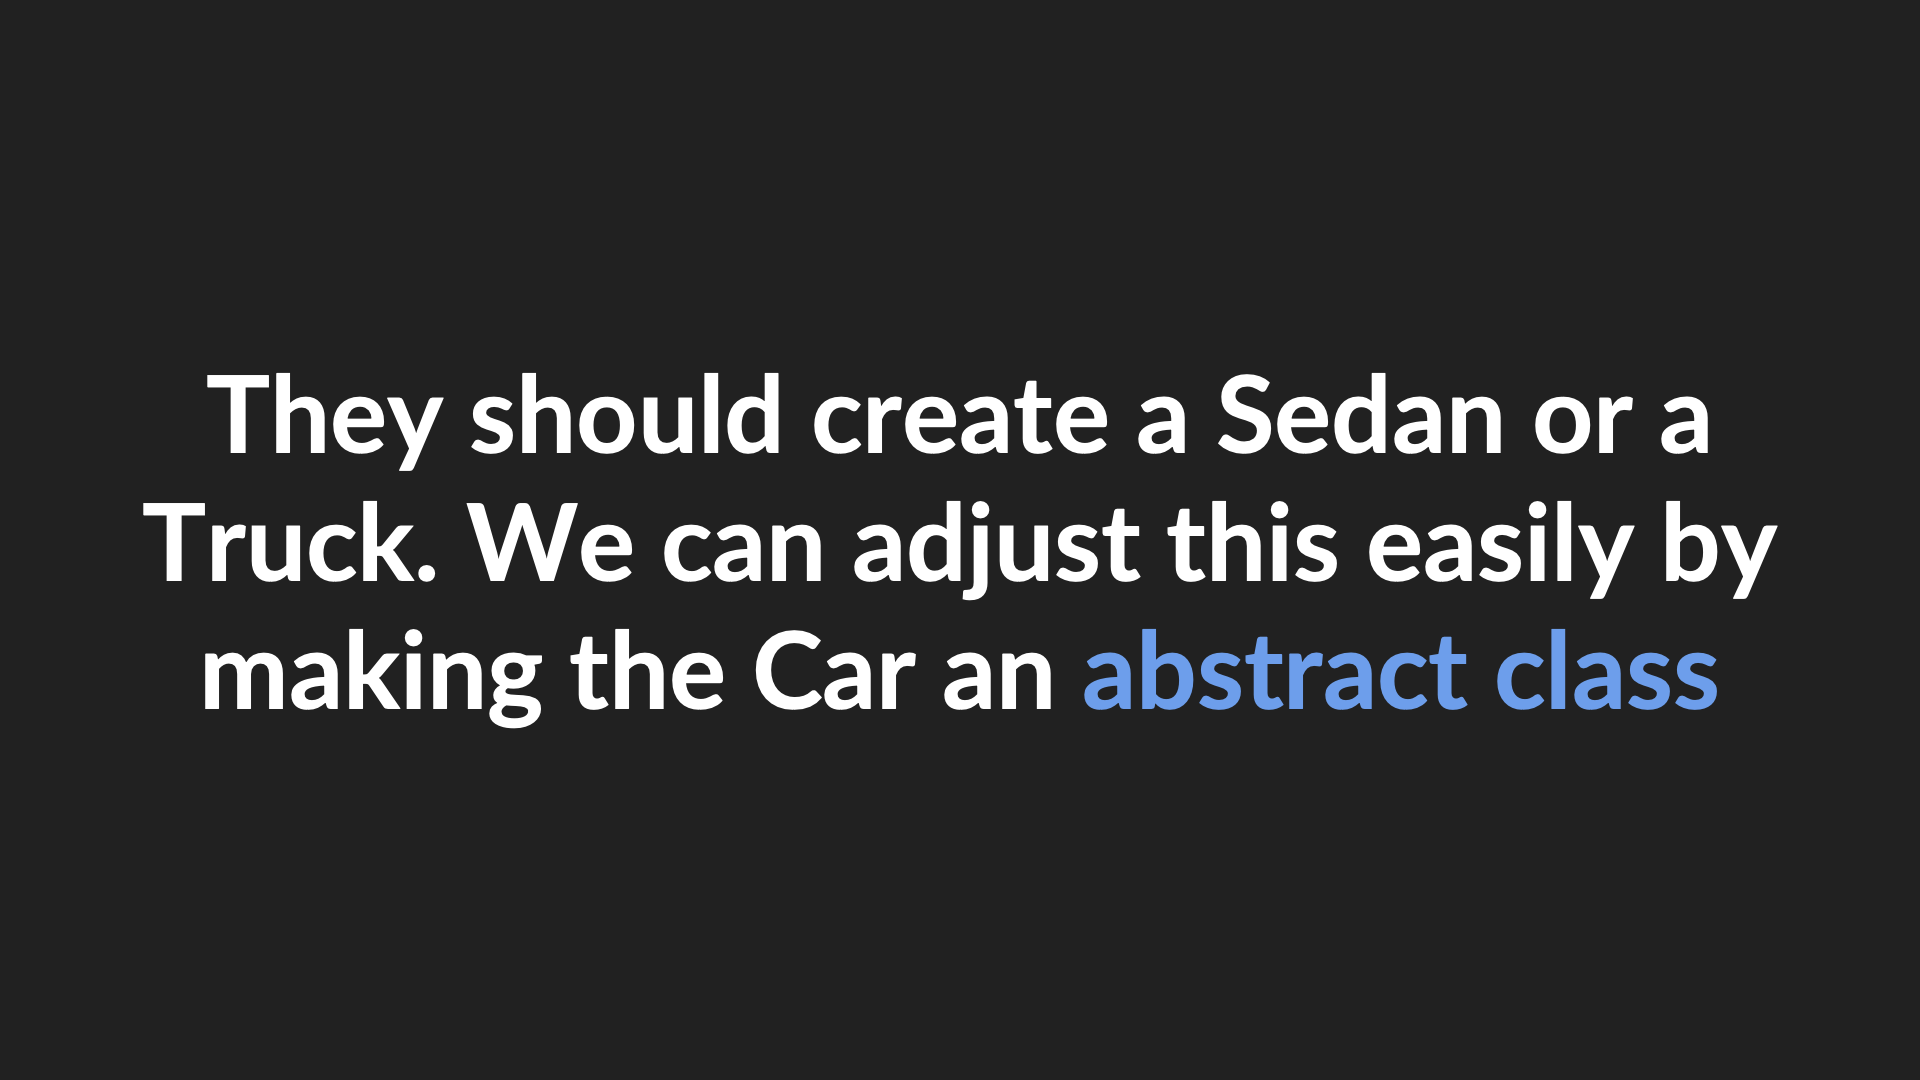 They should create a Sedan or a
Truck. We can adjust this easily by
making the Car an abstract class